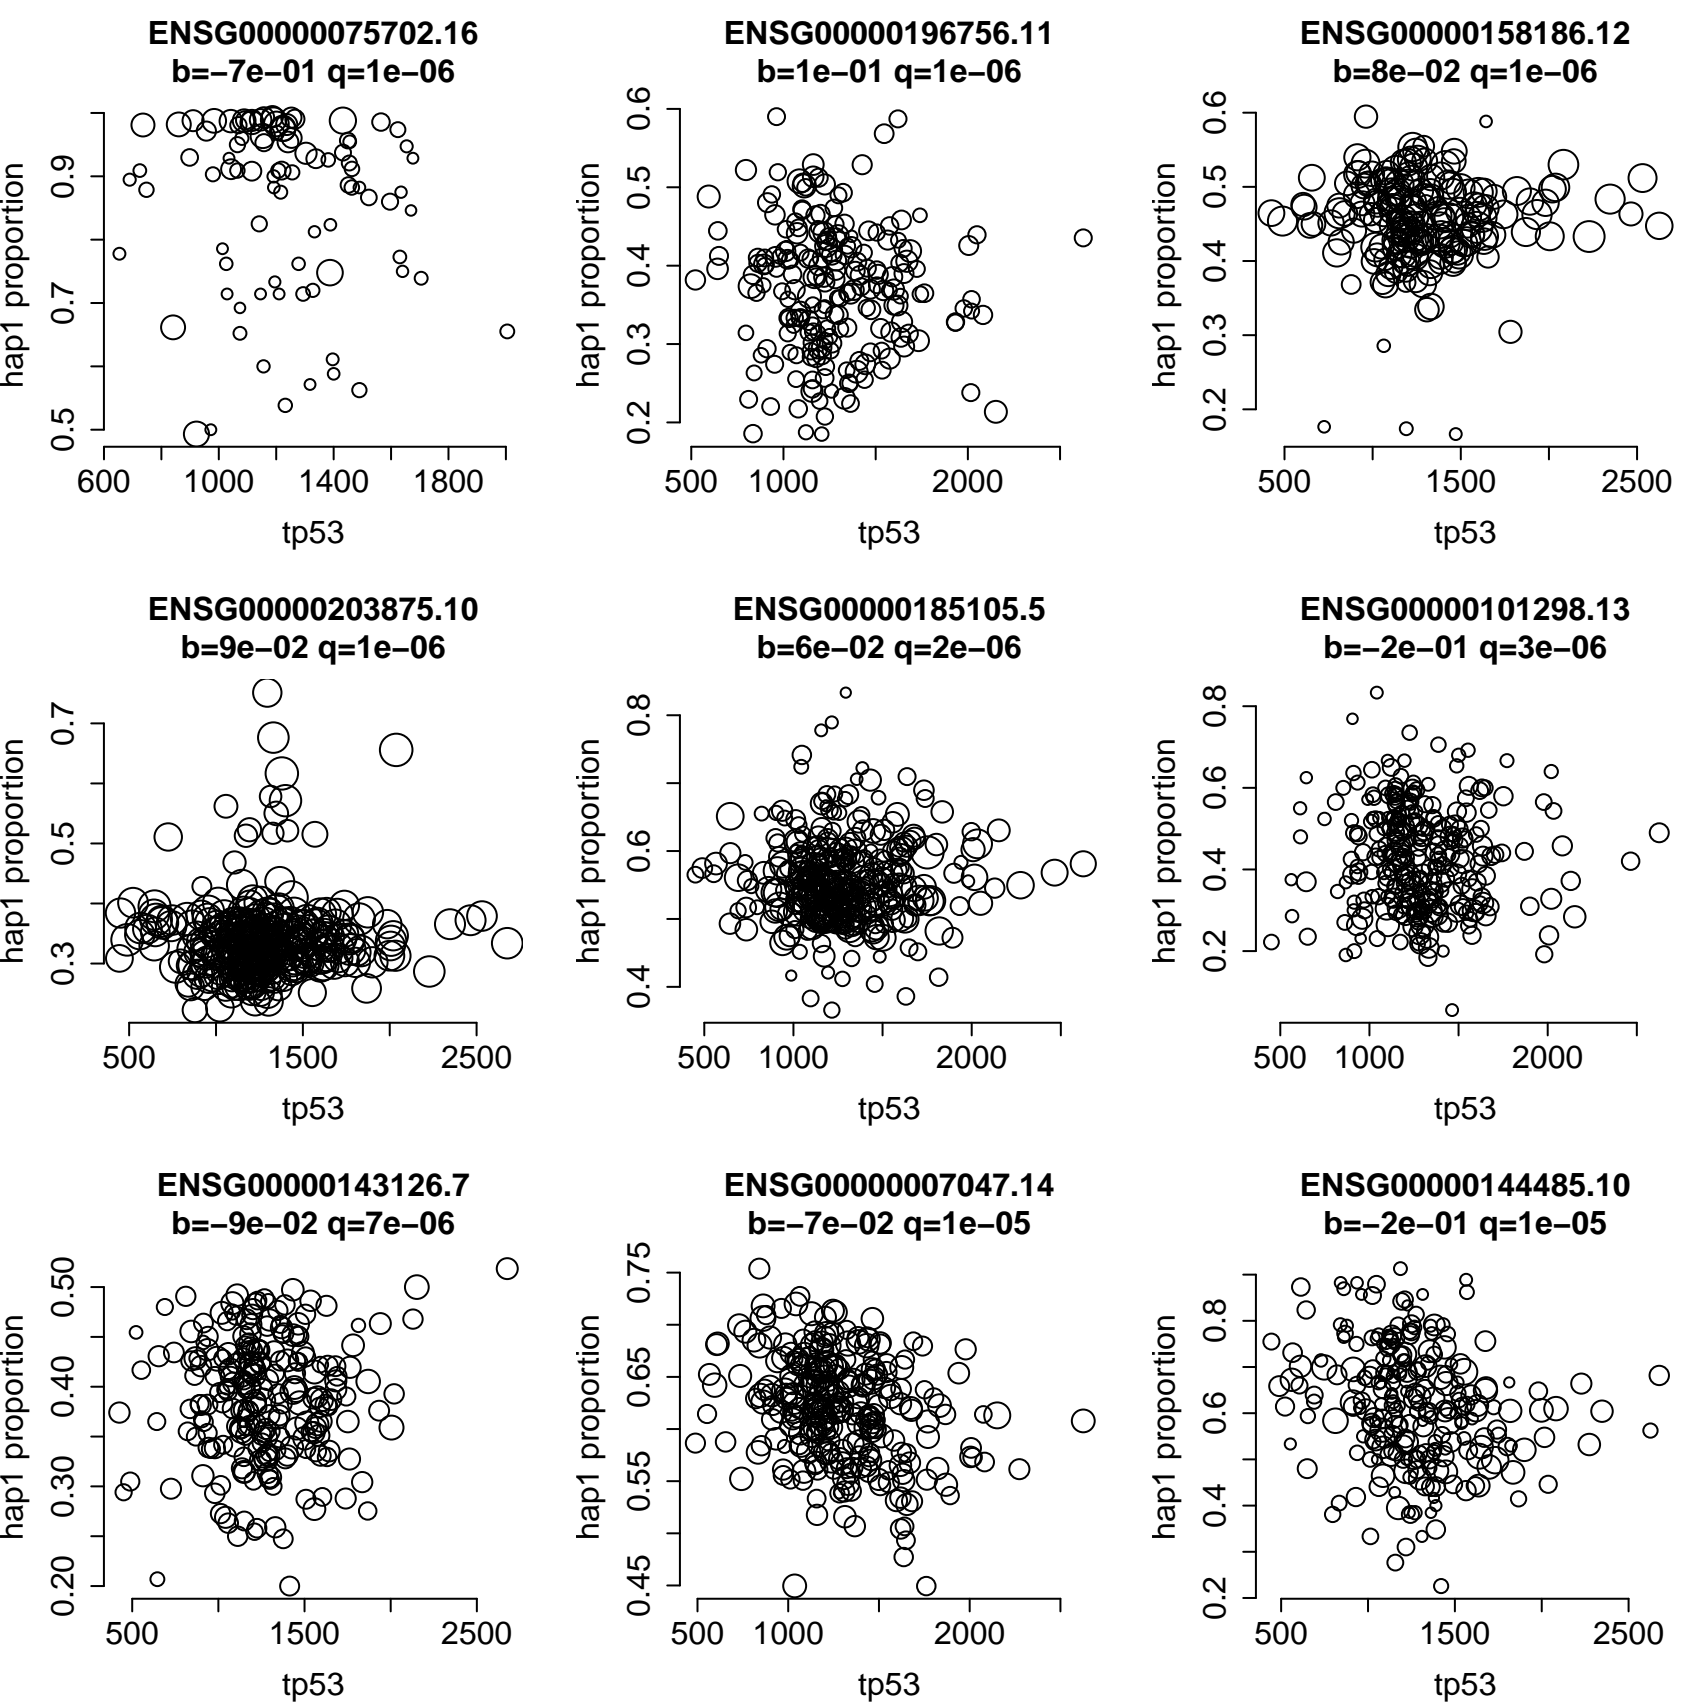 ENSG00000075702.16
b=−7e−01 q=1e−06
hap1 proportion
0.5 0.7 0.9
600 1000 1400 1800
tp53
ENSG00000196756.11
b=1e−01 q=1e−06
hap1 proportion
0.2 0.3 0.4 0.5 0.6
500 1000 2000
tp53
ENSG00000158186.12
b=8e−02 q=1e−06
hap1 proportion
0.2 0.3 0.4 0.5 0.6
500 1500 2500
tp53
ENSG00000203875.10
b=9e−02 q=1e−06
hap1 proportion
0.3 0.5 0.7
500 1500 2500
tp53
ENSG00000185105.5
b=6e−02 q=2e−06
hap1 proportion
0.4 0.6 0.8
500 1000 2000
tp53
ENSG00000101298.13
b=−2e−01 q=3e−06
hap1 proportion
0.2 0.4 0.6 0.8
500 1000 2000
tp53
ENSG00000143126.7
b=−9e−02 q=7e−06
hap1 proportion
0.20 0.30 0.40 0.50
500 1500 2500
tp53
ENSG00000007047.14
b=−7e−02 q=1e−05
hap1 proportion
0.45 0.55 0.65 0.75
500 1000 2000
tp53
ENSG00000144485.10
b=−2e−01 q=1e−05
hap1 proportion
0.2 0.4 0.6 0.8
500 1500 2500
tp53